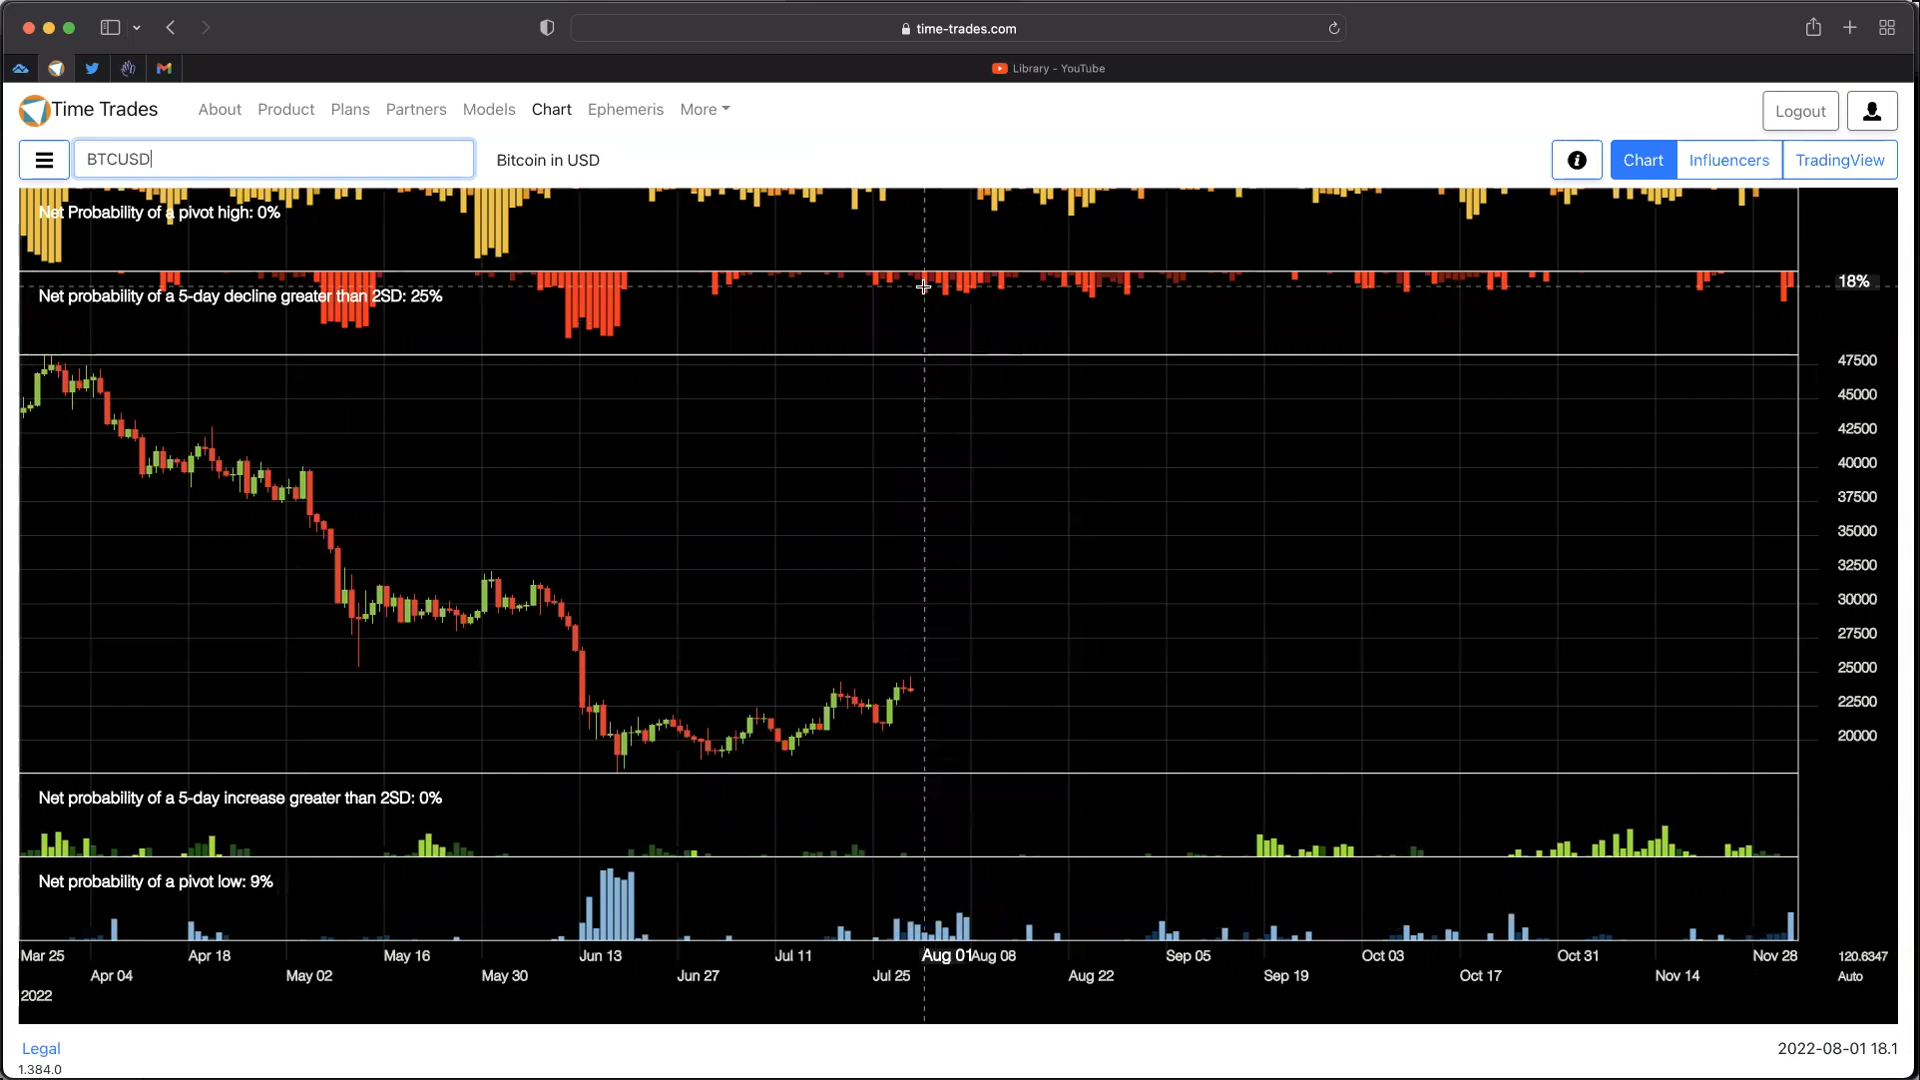 time-trades.com
Library - YouTube
Time Trades
About Product Plans Partners Models Chart Ephemeris More
Logout
BTCUSD
Bitcoin in USD
Chart Influencers TradingView
Net Probability of a pivot high: 0%
Net probability of a 5-day decline greater than 2SD: 25%
18%
47500
45000
42500
40000
37500
35000
32500
30000
27500
25000
22500
20000
Net probability of a 5-day increase greater than 2SD: 0%
Net probability of a pivot low: 9%
Mar 25 Apr 18 May 16 Jun 13 Jul 11 Aug 01 Aug 08 Sep 05 Oct 03 Oct 31 Nov 28 120.6347
Apr 04 May 02 May 30 Jun 27 Jul 25 Aug 22 Sep 19 Oct 17 Nov 14 Auto
2022
Legal
2022-08-01 18.1
1.384.0